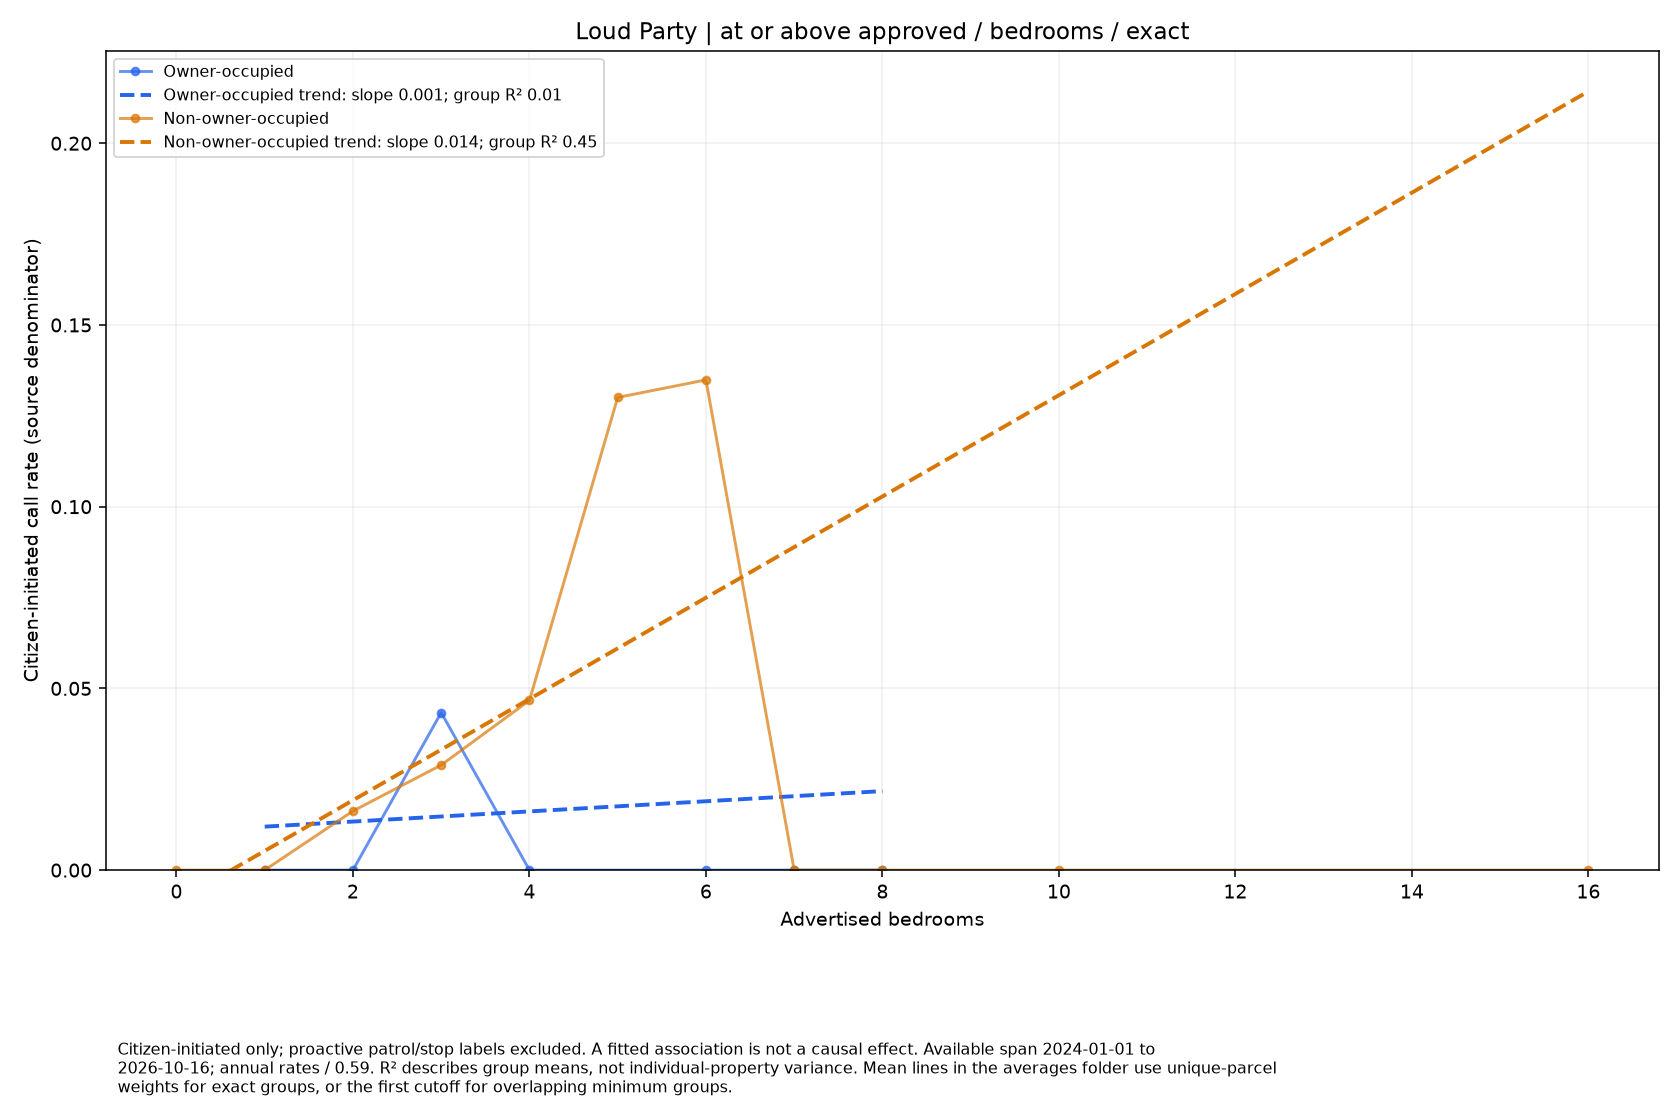 Loud Party | at or above approved / bedrooms / exact
Owner-occupied
Owner-occupied trend: slope 0.001; group R² 0.01
Non-owner-occupied
Non-owner-occupied trend: slope 0.014; group R² 0.45
Citizen-initiated call rate (source denominator)
0.20
0.15
0.10
0.05
0.00
0 2 4 6 8 10 12 14 16
Advertised bedrooms
Citizen-initiated only; proactive patrol/stop labels excluded. A fitted association is not a causal effect. Available span 2024-01-01 to
2026-10-16; annual rates / 0.59. R² describes group means, not individual-property variance. Mean lines in the averages folder use unique-parcel
weights for exact groups, or the first cutoff for overlapping minimum groups.